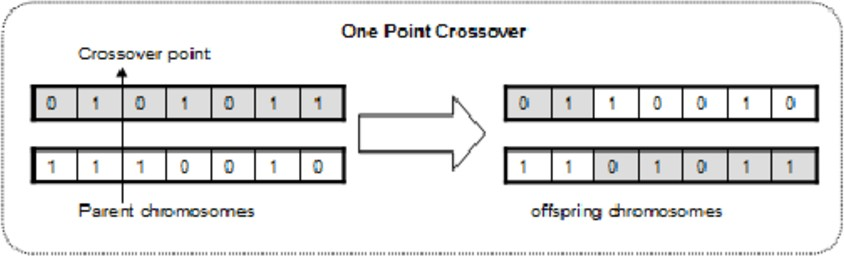 One Point Crossover
Crossover point
0 1 0 1 0 1 1
0 1 1 0 0 1 0
1 1 1 0 0 1 0
1 1 0 1 0 1 1
Parent chromosomes
offspring chromosomes